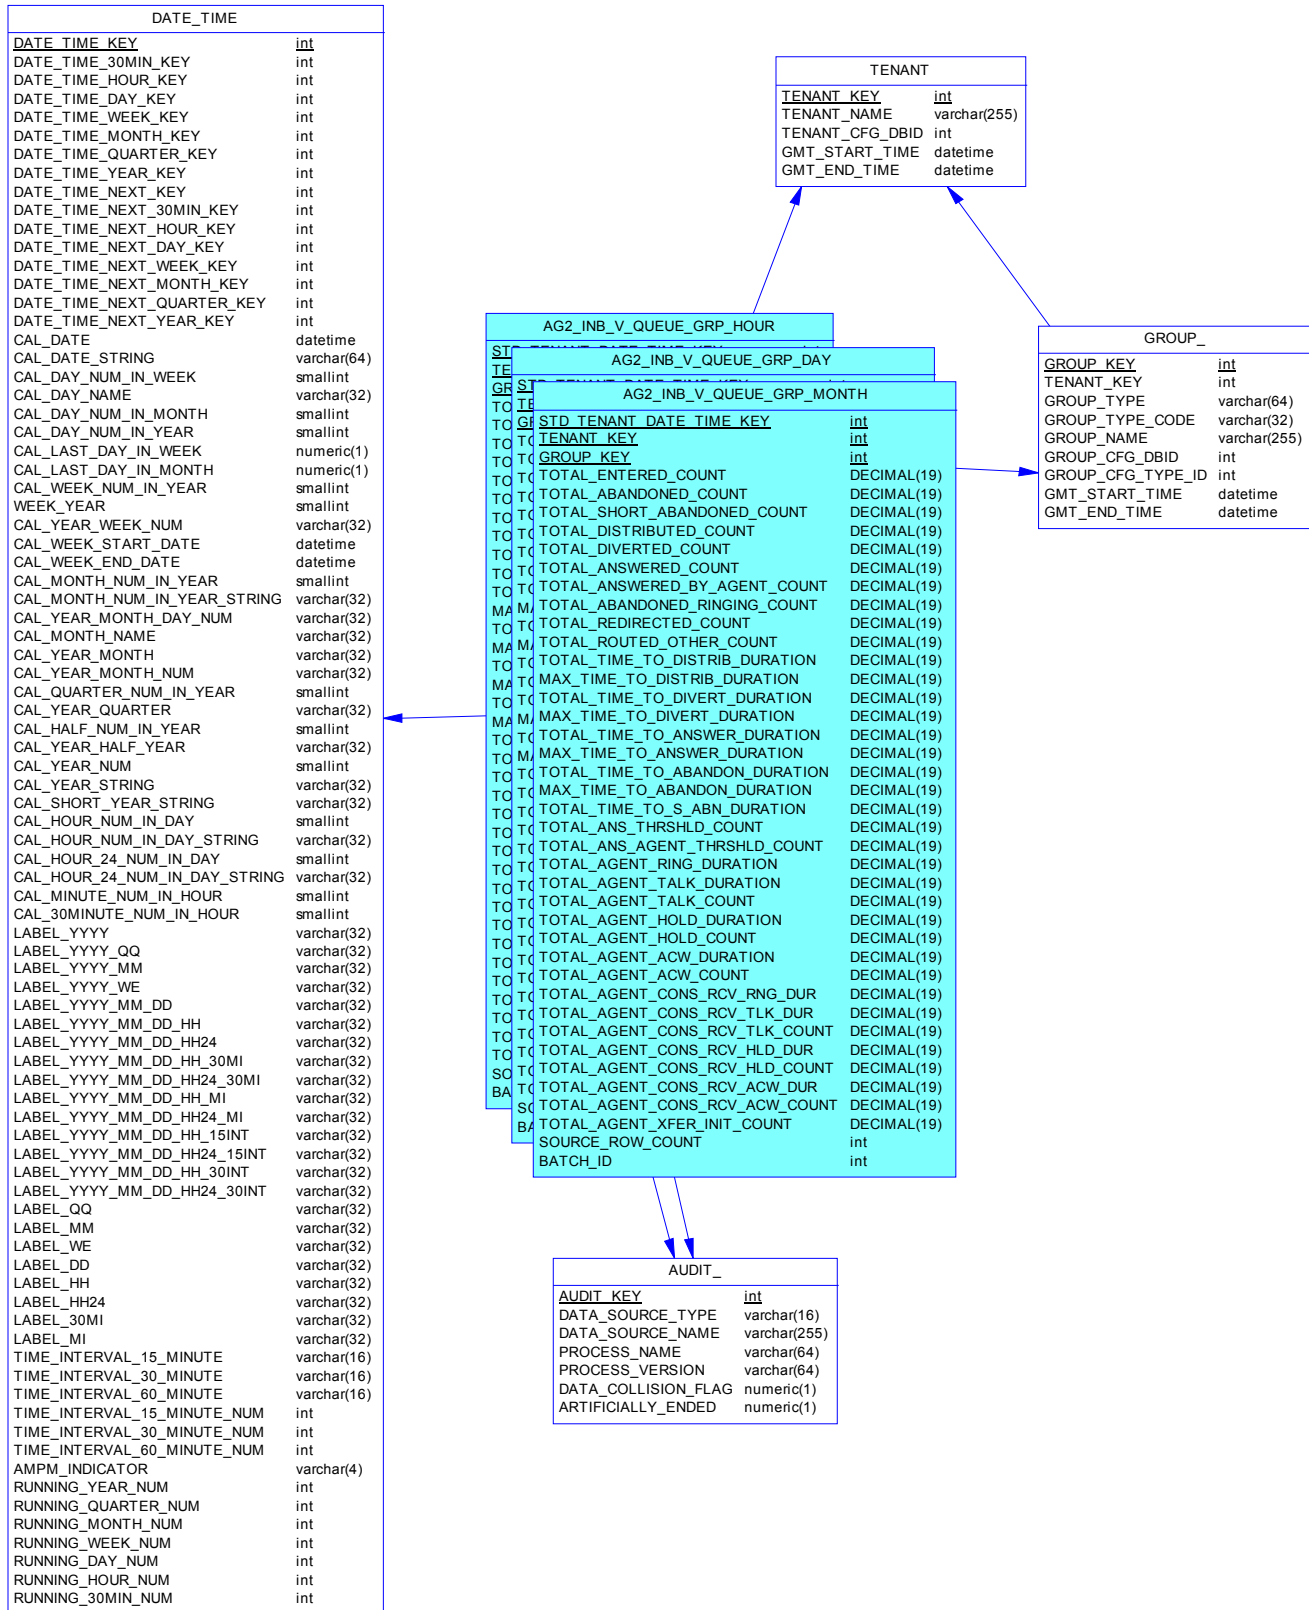 DATE_TIME
DATE_TIME_KEY int
DATE_TIME_30MIN_KEY int
DATE_TIME_HOUR_KEY int
DATE_TIME_DAY_KEY int
DATE_TIME_WEEK_KEY int
DATE_TIME_MONTH_KEY int
DATE_TIME_QUARTER_KEY int
DATE_TIME_YEAR_KEY int
DATE_TIME_NEXT_KEY int
DATE_TIME_NEXT_30MIN_KEY int
DATE_TIME_NEXT_HOUR_KEY int
DATE_TIME_NEXT_DAY_KEY int
DATE_TIME_NEXT_WEEK_KEY int
DATE_TIME_NEXT_MONTH_KEY int
DATE_TIME_NEXT_QUARTER_KEY int
DATE_TIME_NEXT_YEAR_KEY int
CAL_DATE datetime
CAL_DATE_STRING varchar(64)
CAL_DAY_NUM_IN_WEEK smallint
CAL_DAY_NAME varchar(32)
CAL_DAY_NUM_IN_MONTH smallint
CAL_DAY_NUM_IN_YEAR smallint
CAL_LAST_DAY_IN_WEEK numeric(1)
CAL_LAST_DAY_IN_MONTH numeric(1)
CAL_WEEK_NUM_IN_YEAR smallint
WEEK_YEAR smallint
CAL_YEAR_WEEK_NUM varchar(32)
CAL_WEEK_START_DATE datetime
CAL_WEEK_END_DATE datetime
CAL_MONTH_NUM_IN_YEAR smallint
CAL_MONTH_NUM_IN_YEAR_STRING varchar(32)
CAL_YEAR_MONTH_DAY_NUM varchar(32)
CAL_MONTH_NAME varchar(32)
CAL_YEAR_MONTH varchar(32)
CAL_YEAR_MONTH_NUM varchar(32)
CAL_QUARTER_NUM_IN_YEAR smallint
CAL_YEAR_QUARTER varchar(32)
CAL_HALF_NUM_IN_YEAR smallint
CAL_YEAR_HALF_YEAR varchar(32)
CAL_YEAR_NUM smallint
CAL_YEAR_STRING varchar(32)
CAL_SHORT_YEAR_STRING varchar(32)
CAL_HOUR_NUM_IN_DAY smallint
CAL_HOUR_NUM_IN_DAY_STRING varchar(32)
CAL_HOUR_24_NUM_IN_DAY smallint
CAL_HOUR_24_NUM_IN_DAY_STRING varchar(32)
CAL_MINUTE_NUM_IN_HOUR smallint
CAL_30MINUTE_NUM_IN_HOUR smallint
LABEL_YYYY varchar(32)
LABEL_YYYY_QQ varchar(32)
LABEL_YYYY_MM varchar(32)
LABEL_YYYY_WE varchar(32)
LABEL_YYYY_MM_DD varchar(32)
LABEL_YYYY_MM_DD_HH varchar(32)
LABEL_YYYY_MM_DD_HH24 varchar(32)
LABEL_YYYY_MM_DD_HH_30MI varchar(32)
LABEL_YYYY_MM_DD_HH24_30MI varchar(32)
LABEL_YYYY_MM_DD_HH_MI varchar(32)
LABEL_YYYY_MM_DD_HH24_MI varchar(32)
LABEL_YYYY_MM_DD_HH_15INT varchar(32)
LABEL_YYYY_MM_DD_HH24_15INT varchar(32)
LABEL_YYYY_MM_DD_HH_30INT varchar(32)
LABEL_YYYY_MM_DD_HH24_30INT varchar(32)
LABEL_QQ varchar(32)
LABEL_MM varchar(32)
LABEL_WE varchar(32)
LABEL_DD varchar(32)
LABEL_HH varchar(32)
LABEL_HH24 varchar(32)
LABEL_30MI varchar(32)
LABEL_MI varchar(32)
TIME_INTERVAL_15_MINUTE varchar(16)
TIME_INTERVAL_30_MINUTE varchar(16)
TIME_INTERVAL_60_MINUTE varchar(16)
TIME_INTERVAL_15_MINUTE_NUM int
TIME_INTERVAL_30_MINUTE_NUM int
TIME_INTERVAL_60_MINUTE_NUM int
AMPM_INDICATOR varchar(4)
RUNNING_YEAR_NUM int
RUNNING_QUARTER_NUM int
RUNNING_MONTH_NUM int
RUNNING_WEEK_NUM int
RUNNING_DAY_NUM int
RUNNING_HOUR_NUM int
RUNNING_30MIN_NUM int
TENANT
TENANT_KEY int
TENANT_NAME varchar(255)
TENANT_CFG_DBID int
GMT_START_TIME datetime
GMT_END_TIME datetime
AG2_INB_V_QUEUE_GRP_HOUR
AG2_INB_V_QUEUE_GRP_DAY
AG2_INB_V_QUEUE_GRP_MONTH
STD_TENANT_DATE_TIME_KEY int
TENANT_KEY int
GROUP_KEY int
TOTAL_ENTERED_COUNT DECIMAL(19)
TOTAL_ABANDONED_COUNT DECIMAL(19)
TOTAL_SHORT_ABANDONED_COUNT DECIMAL(19)
TOTAL_DISTRIBUTED_COUNT DECIMAL(19)
TOTAL_DIVERTED_COUNT DECIMAL(19)
TOTAL_ANSWERED_COUNT DECIMAL(19)
TOTAL_ANSWERED_BY_AGENT_COUNT DECIMAL(19)
TOTAL_ABANDONED_RINGING_COUNT DECIMAL(19)
TOTAL_REDIRECTED_COUNT DECIMAL(19)
TOTAL_ROUTED_OTHER_COUNT DECIMAL(19)
TOTAL_TIME_TO_DISTRIB_DURATION DECIMAL(19)
MAX_TIME_TO_DISTRIB_DURATION DECIMAL(19)
TOTAL_TIME_TO_DIVERT_DURATION DECIMAL(19)
MAX_TIME_TO_DIVERT_DURATION DECIMAL(19)
TOTAL_TIME_TO_ANSWER_DURATION DECIMAL(19)
MAX_TIME_TO_ANSWER_DURATION DECIMAL(19)
TOTAL_TIME_TO_ABANDON_DURATION DECIMAL(19)
MAX_TIME_TO_ABANDON_DURATION DECIMAL(19)
TOTAL_TIME_TO_S_ABN_DURATION DECIMAL(19)
TOTAL_ANS_THRSHLD_COUNT DECIMAL(19)
TOTAL_ANS_AGENT_THRSHLD_COUNT DECIMAL(19)
TOTAL_AGENT_RING_DURATION DECIMAL(19)
TOTAL_AGENT_TALK_DURATION DECIMAL(19)
TOTAL_AGENT_TALK_COUNT DECIMAL(19)
TOTAL_AGENT_HOLD_DURATION DECIMAL(19)
TOTAL_AGENT_HOLD_COUNT DECIMAL(19)
TOTAL_AGENT_ACW_DURATION DECIMAL(19)
TOTAL_AGENT_ACW_COUNT DECIMAL(19)
TOTAL_AGENT_CONS_RCV_RNG_DUR DECIMAL(19)
TOTAL_AGENT_CONS_RCV_TLK_DUR DECIMAL(19)
TOTAL_AGENT_CONS_RCV_TLK_COUNT DECIMAL(19)
TOTAL_AGENT_CONS_RCV_HLD_DUR DECIMAL(19)
TOTAL_AGENT_CONS_RCV_HLD_COUNT DECIMAL(19)
TOTAL_AGENT_CONS_RCV_ACW_DUR DECIMAL(19)
TOTAL_AGENT_CONS_RCV_ACW_COUNT DECIMAL(19)
TOTAL_AGENT_XFER_INIT_COUNT DECIMAL(19)
SOURCE_ROW_COUNT int
BATCH_ID int
GROUP_
GROUP_KEY int
TENANT_KEY int
GROUP_TYPE varchar(64)
GROUP_TYPE_CODE varchar(32)
GROUP_NAME varchar(255)
GROUP_CFG_DBID int
GROUP_CFG_TYPE_ID int
GMT_START_TIME datetime
GMT_END_TIME datetime
AUDIT_
AUDIT_KEY int
DATA_SOURCE_TYPE varchar(16)
DATA_SOURCE_NAME varchar(255)
PROCESS_NAME varchar(64)
PROCESS_VERSION varchar(64)
DATA_COLLISION_FLAG numeric(1)
ARTIFICIALLY_ENDED numeric(1)